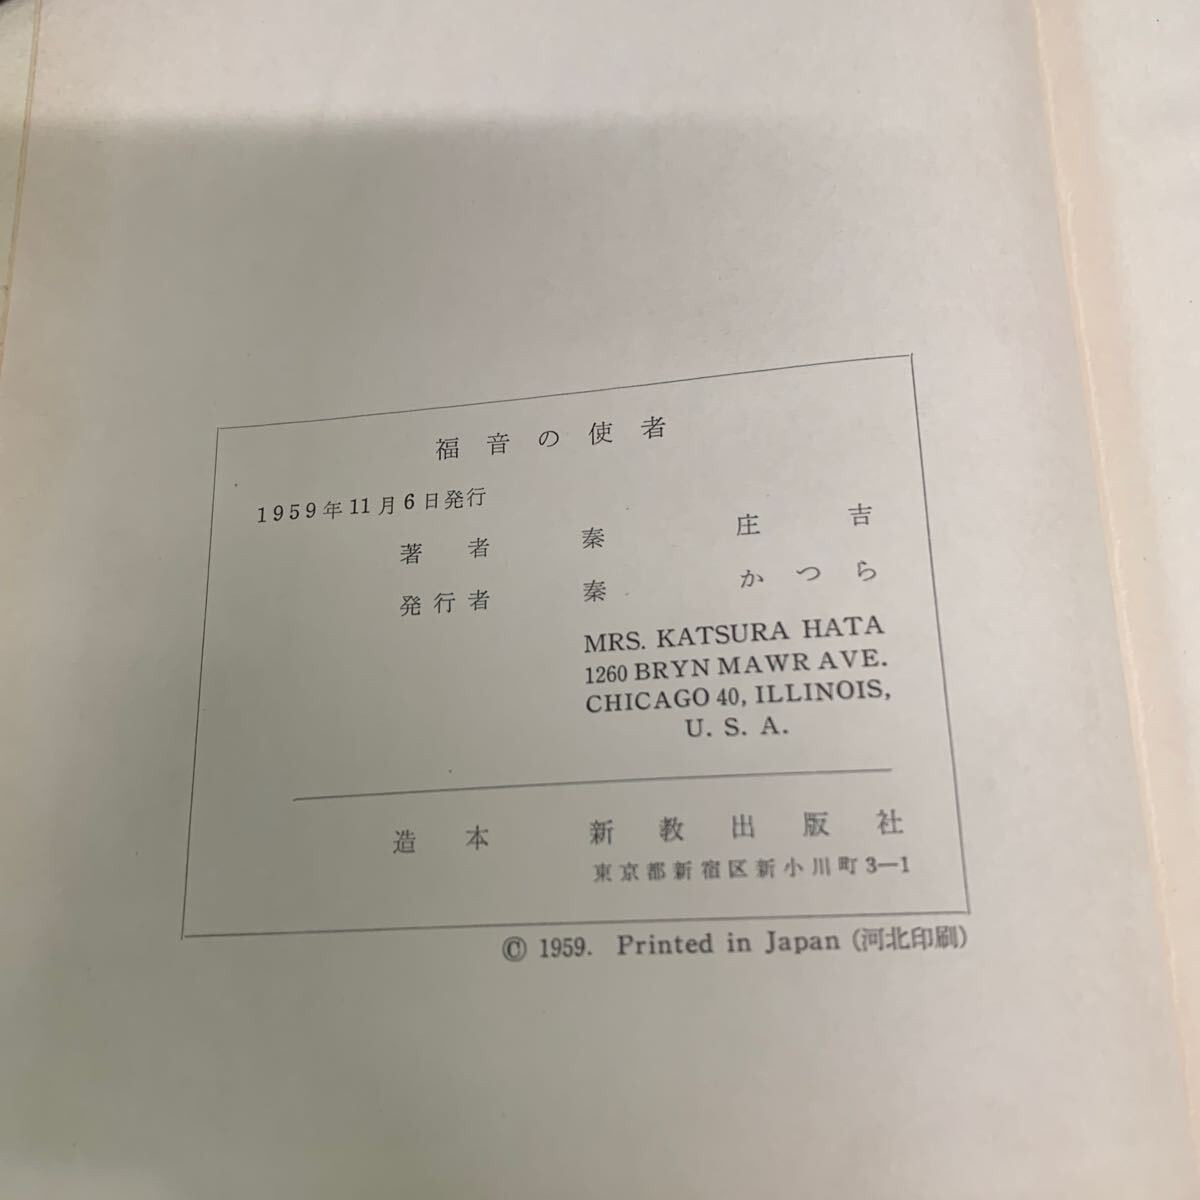 福音の使者
1959年11月6日発行
著者 秦 庄吉
発行者 秦 かつら
MRS. KATSURA HATA
1260 BRYN MAWR AVE.
CHICAGO 40, ILLINOIS,
U. S. A.
造本 新教出版社
東京都新宿区新小川町3―1
© 1959. Printed in Japan (河北印刷)